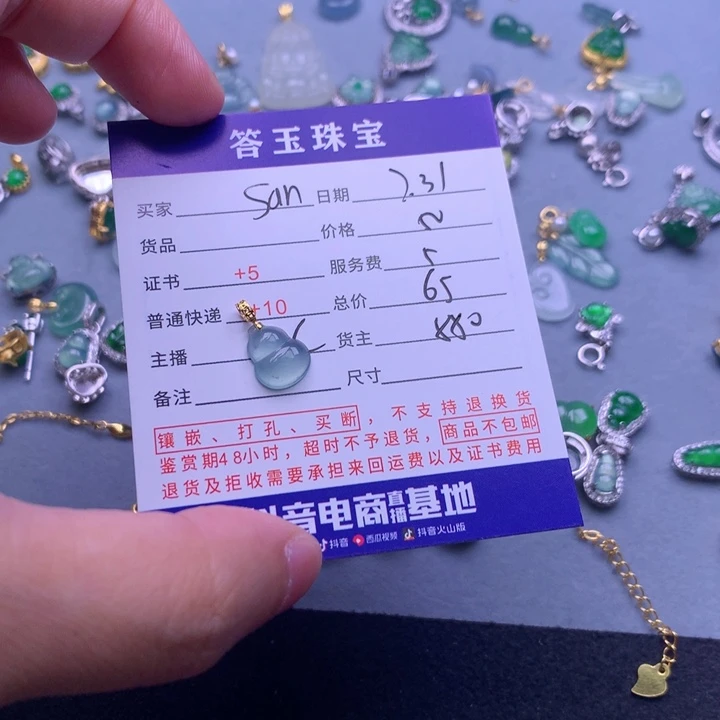 答玉珠宝
买家 San 日期 7.31
货品 价格
证书 +5 服务费 5
普通快递 +10 总价 65
主播 货主 880
备注 尺寸
镶嵌、打孔、买断，不支持退换货
鉴赏期48小时，超时不予退货，商品不包邮
退货及拒收需要承担来回运费以及证书费用
抖音电商直播基地
抖音 西瓜视频 抖音火山版